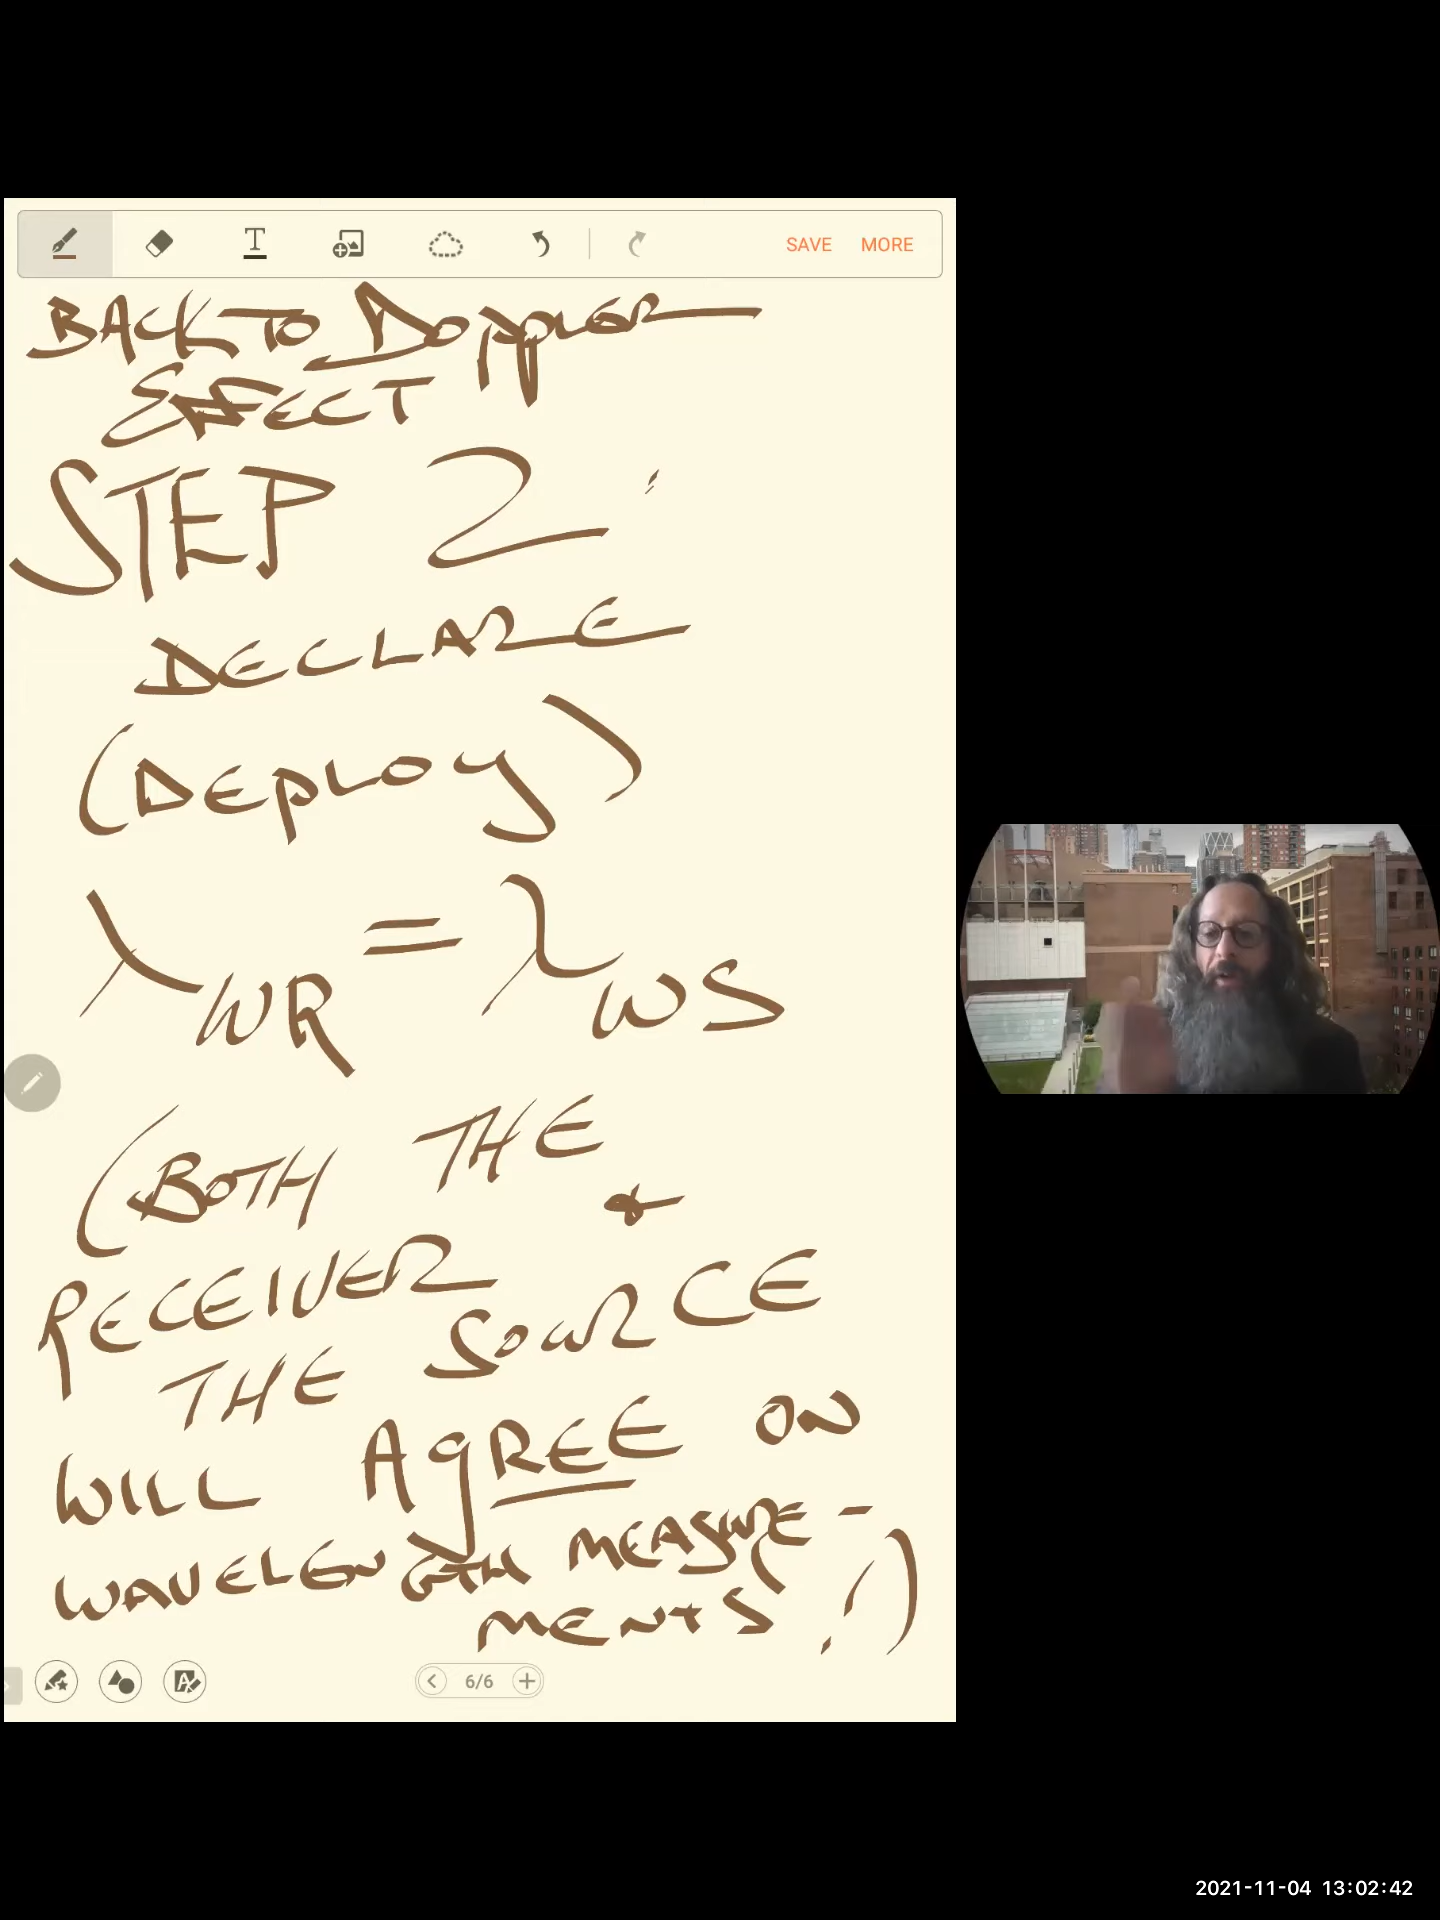 T SAVE MORE
BACK TO DOPPLER
EFFECT
STEP 2:
DECLARE
(DEPLOY)
λWR = λWS
(BOTH THE
RECEIVER &
THE SOURCE
WILL AGREE ON
WAVELENGTH MEASURE-
MENTS!)
A
6/6
2021-11-04 13:02:42